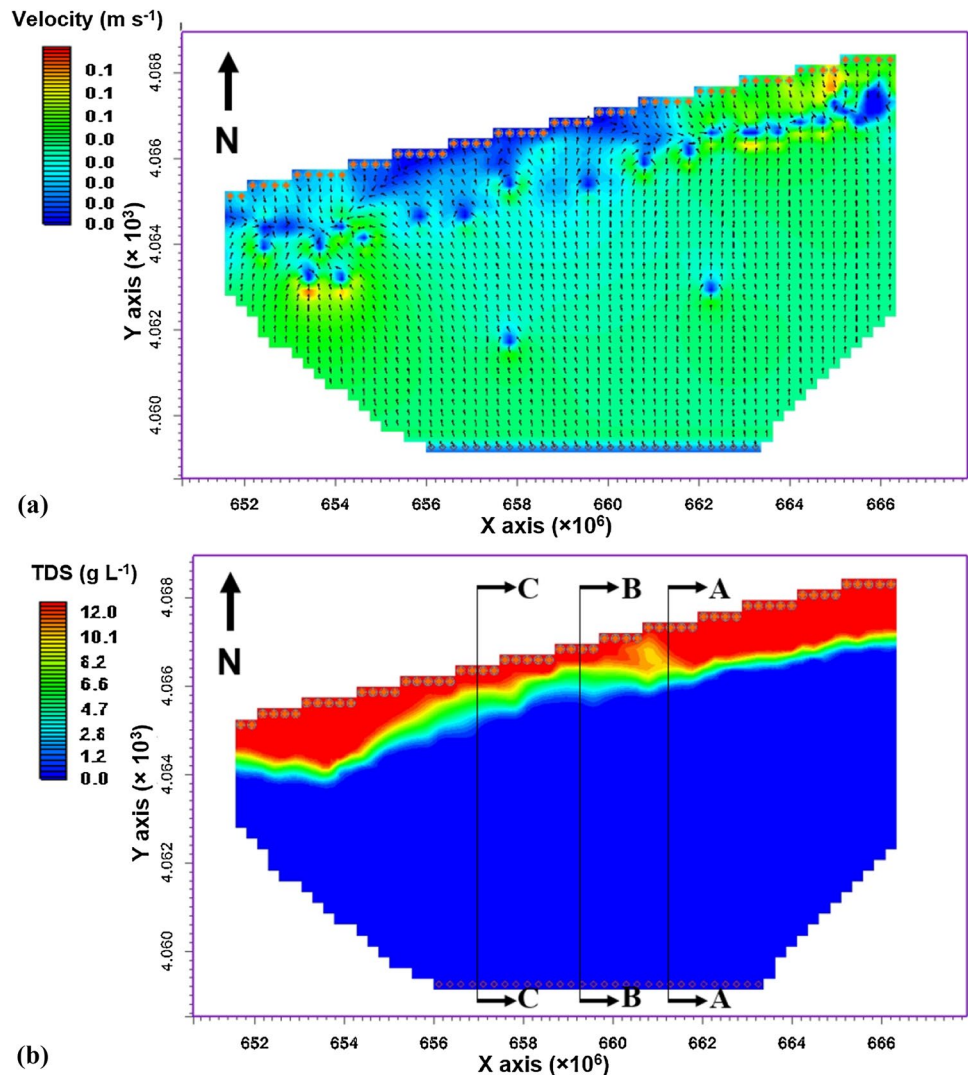 Velocity (m s⁻¹)
0.1
0.1
0.1
0.0
0.0
0.0
0.0
0.0
N
Y axis (× 10³)
4.068
4.066
4.064
4.062
4.060
652 654 656 658 660 662 664 666
X axis (×10⁶)
(a)
TDS (g L⁻¹)
12.0
10.1
8.2
6.6
4.7
2.8
1.2
0.0
N
C B A
Y axis (× 10³)
4.068
4.066
4.064
4.062
4.060
C B A
652 654 656 658 660 662 664 666
X axis (×10⁶)
(b)